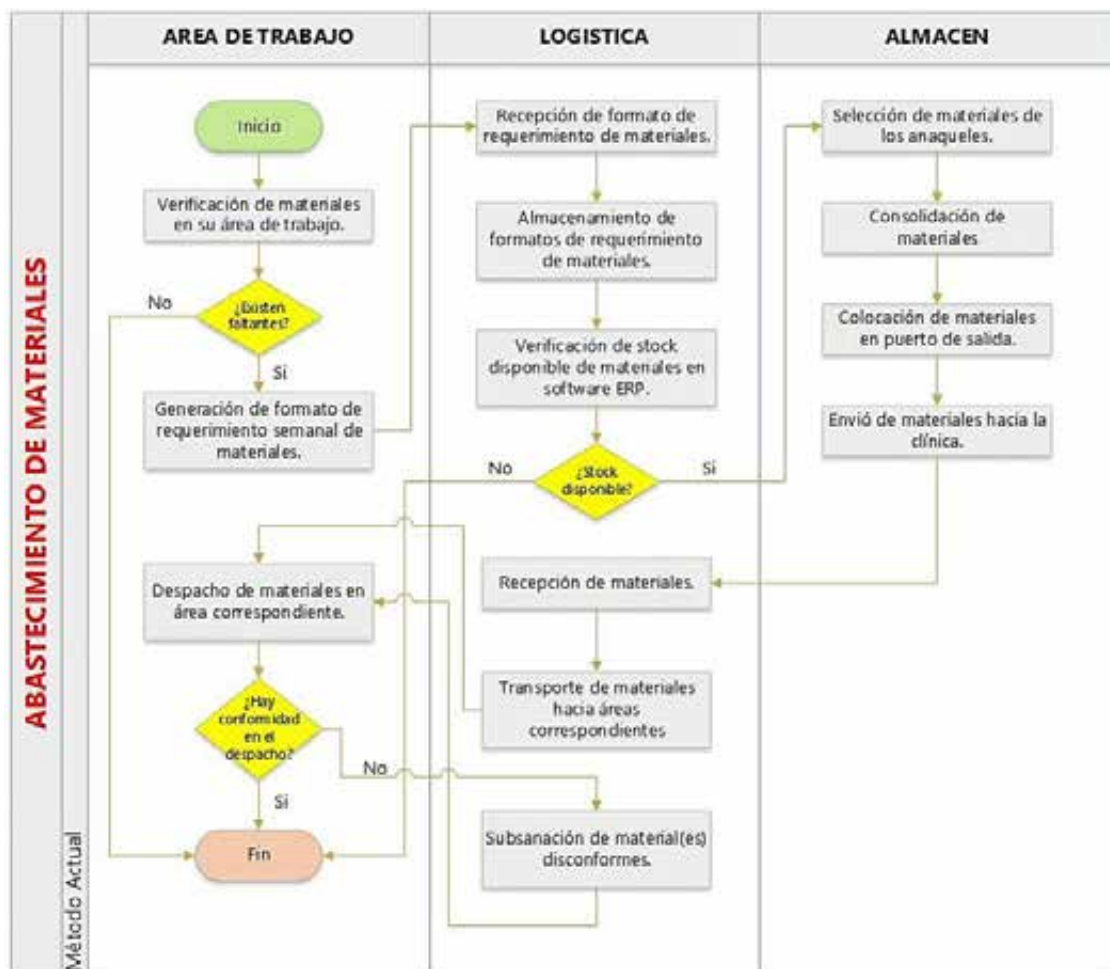 ABASTECIMIENTO DE MATERIALES
Método Actual
AREA DE TRABAJO
LOGISTICA
ALMACEN
Inicio
Verificación de materiales
en su área de trabajo.
¿Existen
faltantes?
No
Si
Generación de formato de
requerimiento semanal de
materiales.
Despacho de materiales en
área correspondiente.
¿Hay
conformidad
en el
despacho?
No
Si
Fin
Recepción de formato de
requerimiento de materiales.
Almacenamiento de
formatos de requerimiento
de materiales.
Verificación de stock
disponible de materiales en
software ERP.
¿Stock
disponible?
No
Si
Recepción de materiales.
Transporte de materiales
hacia áreas
correspondientes
Subsanación de material(es)
disconformes.
Selección de materiales de
los anaqueles.
Consolidación de
materiales
Colocación de materiales
en puerto de salida.
Envió de materiales hacia la
clínica.